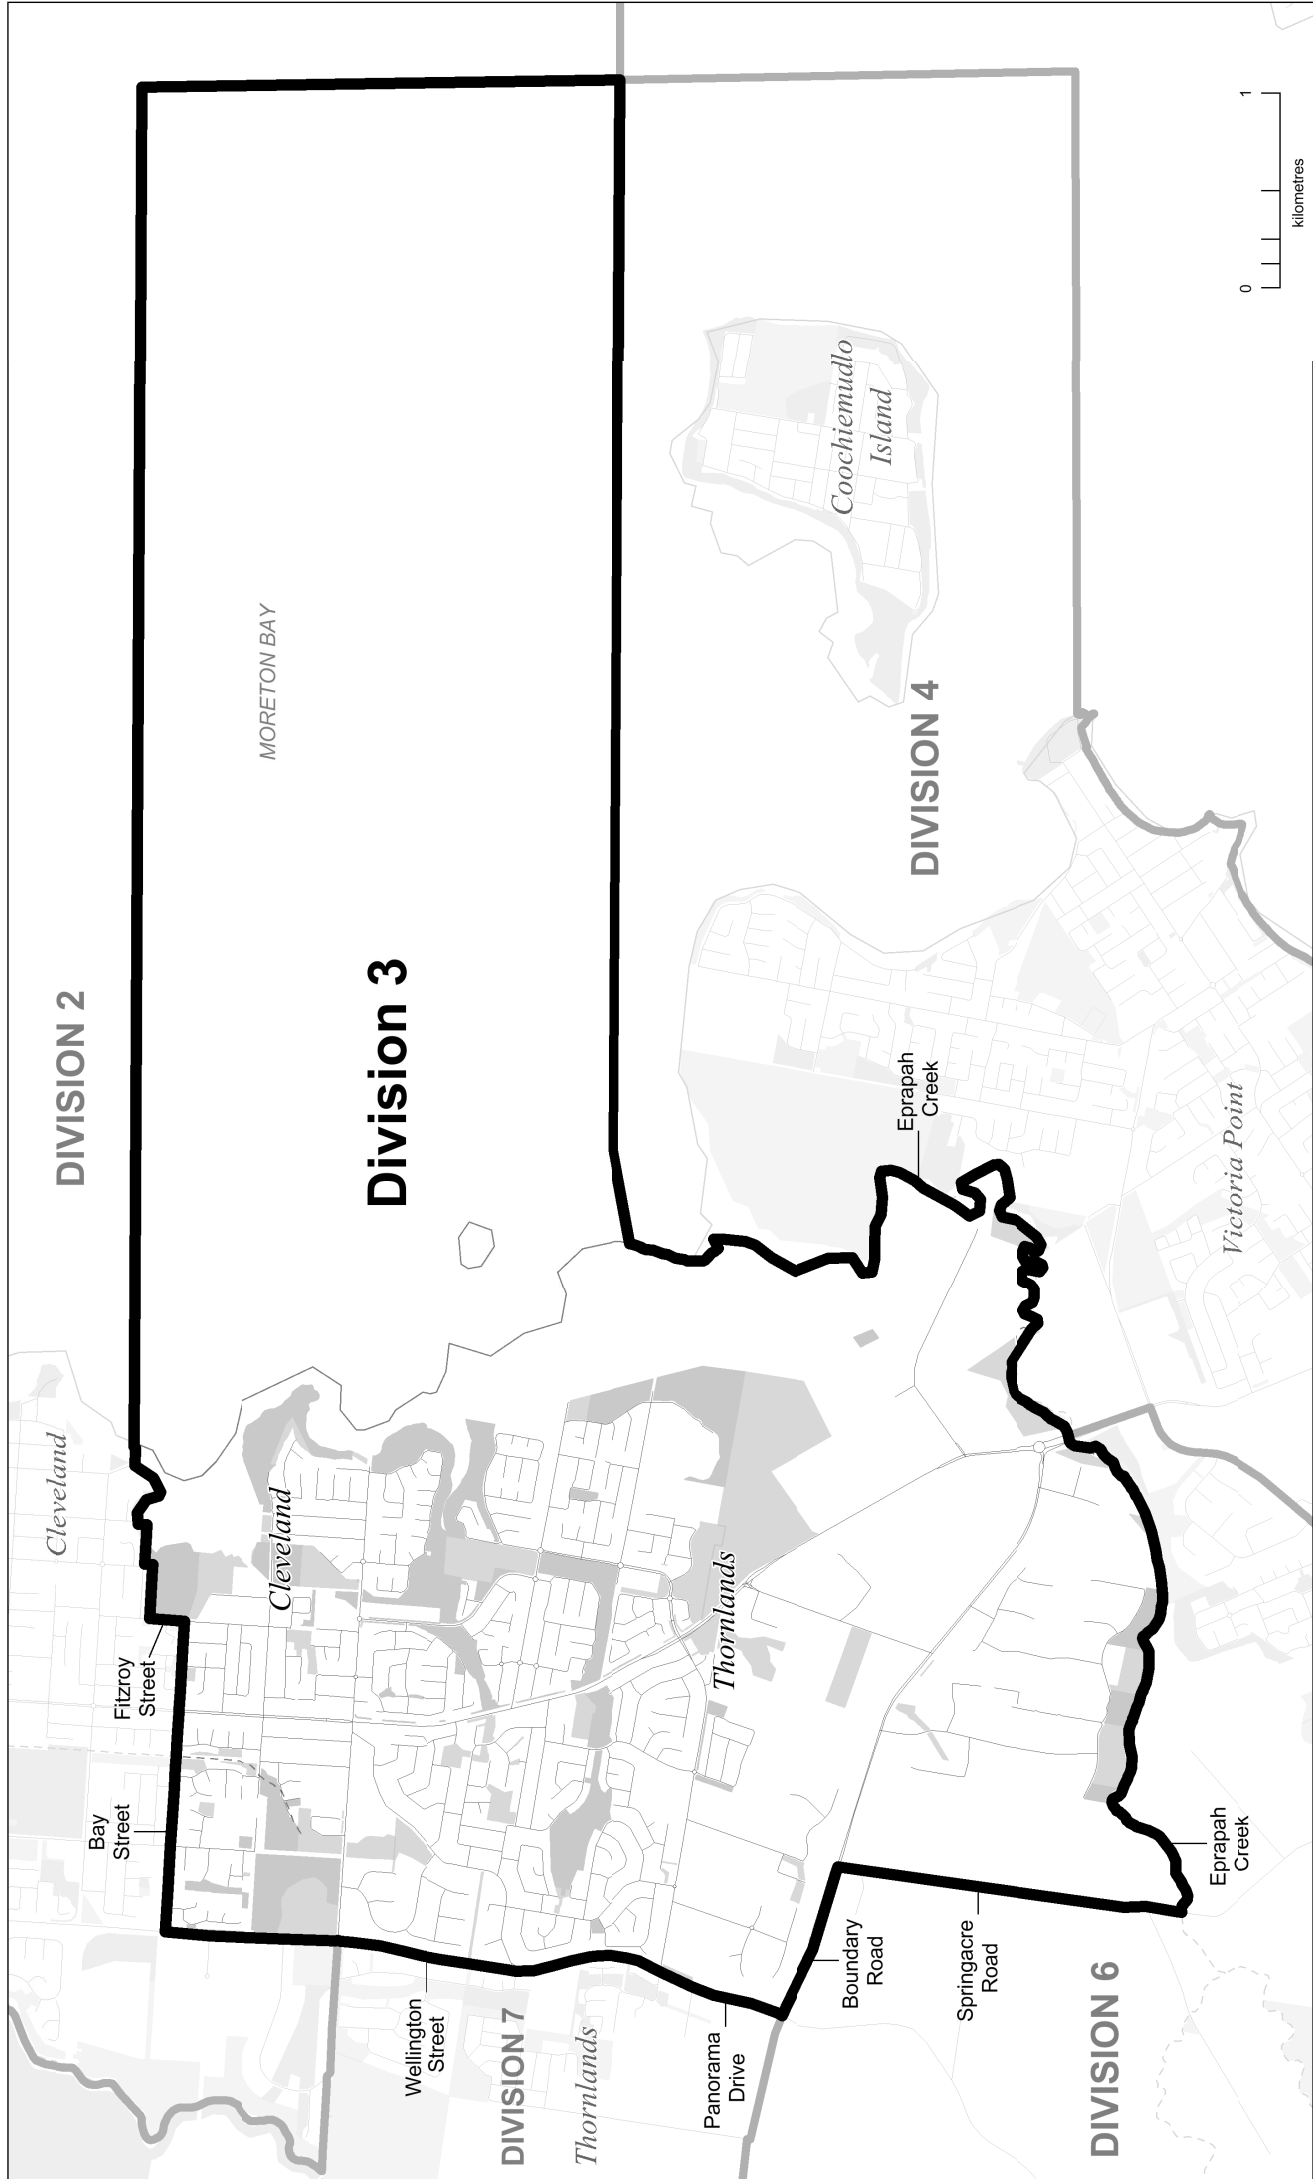 DIVISION 2
Cleveland
Fitzroy
Street
Bay
Street
MORETON BAY
Division 3
Cleveland
Wellington
Street
DIVISION 7
Thornlands
Thornlands
Panorama
Drive
Boundary
Road
Springacre
Road
DIVISION 6
Eprapah
Creek
Eprapah
Creek
DIVISION 4
Coochiemudlo
Island
Victoria Point
0
1
kilometres